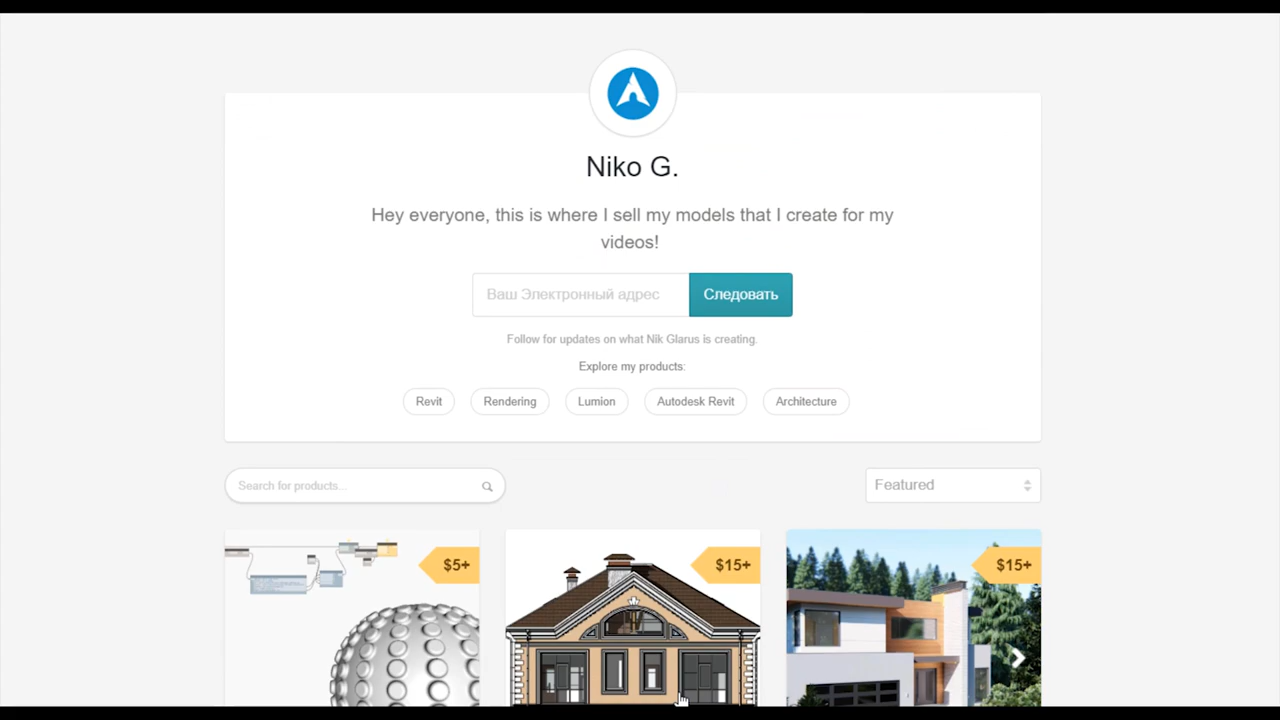 Niko G.
Hey everyone, this is where I sell my models that I create for my
videos!
Ваш Электронный адрес
Следовать
Follow for updates on what Nik Glarus is creating.
Explore my products:
Revit
Rendering
Lumion
Autodesk Revit
Architecture
Search for products...
Featured
$5+
$15+
$15+